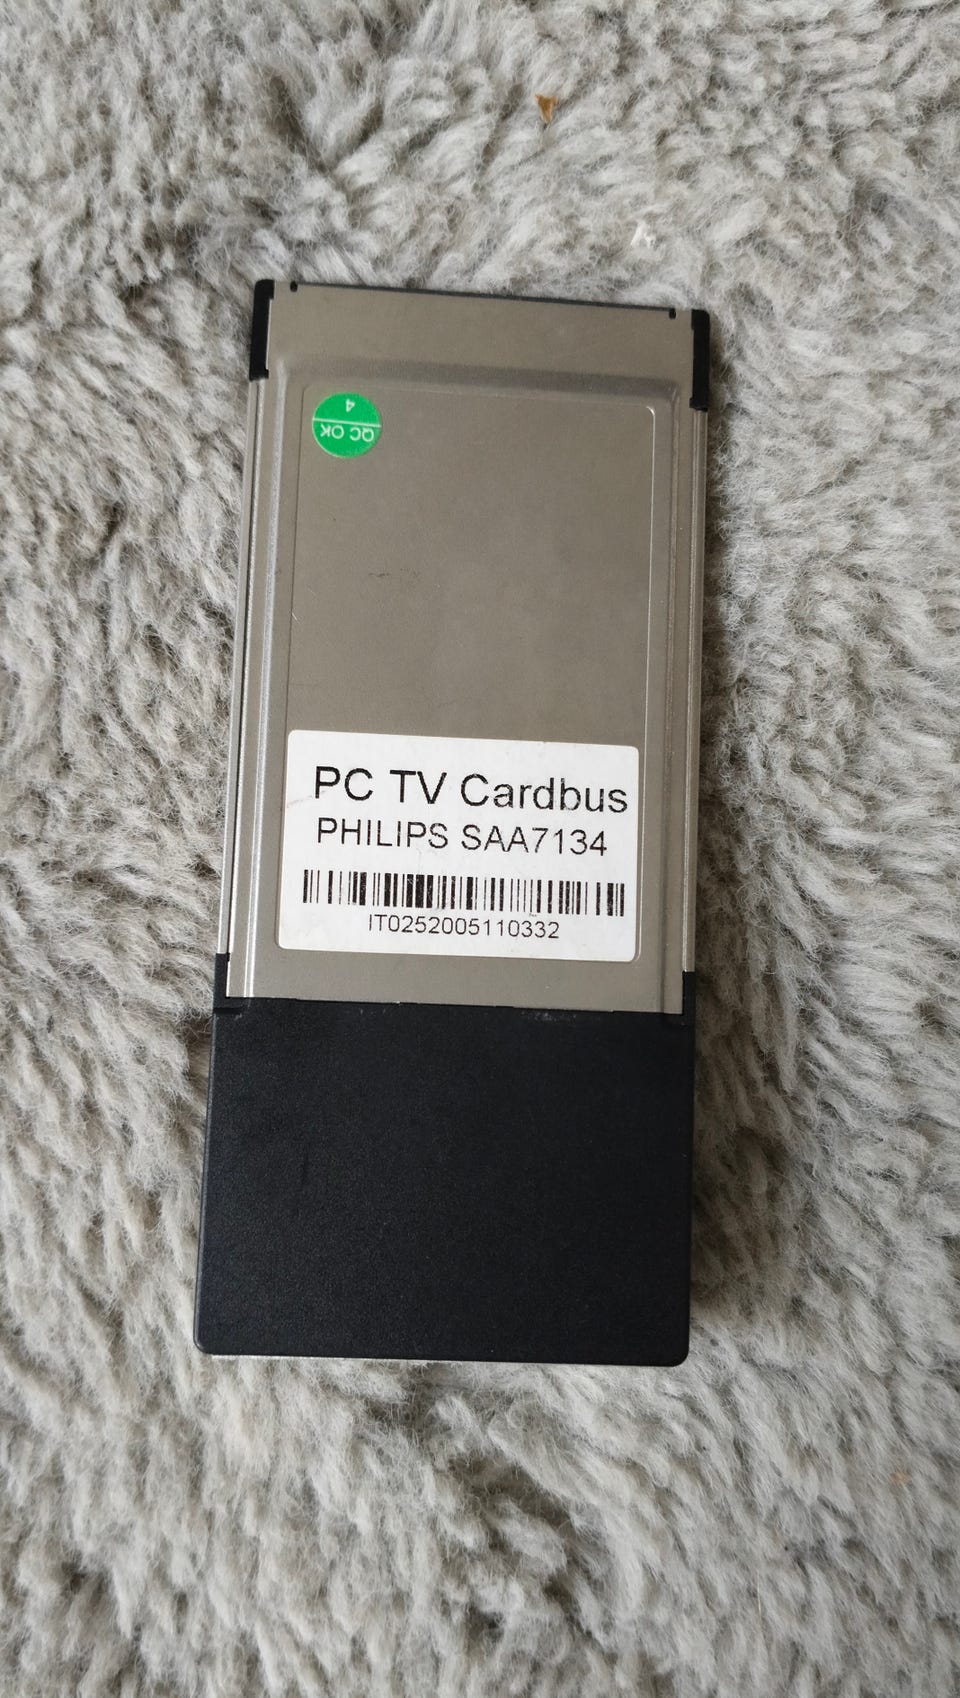 4
QC OK
PC TV Cardbus
PHILIPS SAA7134
IT0252005110332